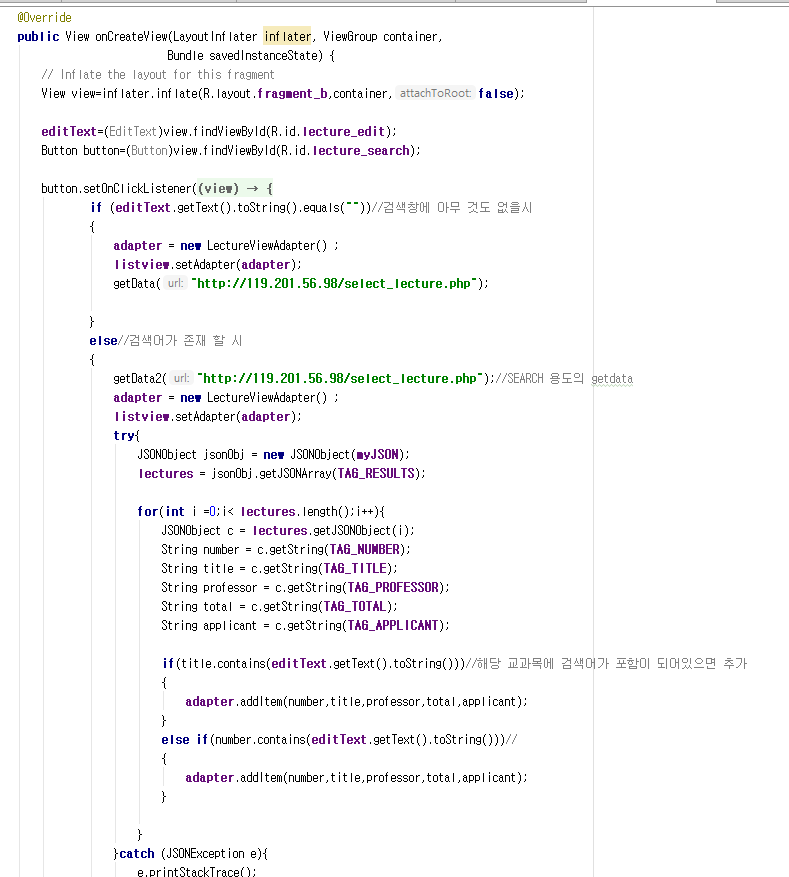 @Override
public View onCreateView(LayoutInflater inflater, ViewGroup container,
Bundle savedInstanceState) {
// Inflate the layout for this fragment
View view=inflater.inflate(R.layout.fragment_b,container, attachToRoot: false);
editText=(EditText)view.findViewById(R.id.lecture_edit);
Button button=(Button)view.findViewById(R.id.lecture_search);
button.setOnClickListener((view) → {
if (editText.getText().toString().equals(""))//검색창에 아무 것도 없을시
{
adapter = new LectureViewAdapter() ;
listview.setAdapter(adapter);
getData( url: "http://119.201.56.98/select_lecture.php");
}
else//검색어가 존재 할 시
{
getData2( url: "http://119.201.56.98/select_lecture.php");//SEARCH 용도의 getdata
adapter = new LectureViewAdapter() ;
listview.setAdapter(adapter);
try{
JSONObject jsonObj = new JSONObject(myJSON);
lectures = jsonObj.getJSONArray(TAG_RESULTS);
for(int i =0;i< lectures.length();i++){
JSONObject c = lectures.getJSONObject(i);
String number = c.getString(TAG_NUMBER);
String title = c.getString(TAG_TITLE);
String professor = c.getString(TAG_PROFESSOR);
String total = c.getString(TAG_TOTAL);
String applicant = c.getString(TAG_APPLICANT);
if(title.contains(editText.getText().toString()))//해당 교과목에 검색어가 포함이 되어있으면 추가
{
adapter.addItem(number,title,professor,total,applicant);
}
else if(number.contains(editText.getText().toString()))//
{
adapter.addItem(number,title,professor,total,applicant);
}
}
}catch (JSONException e){
e.printStackTrace();